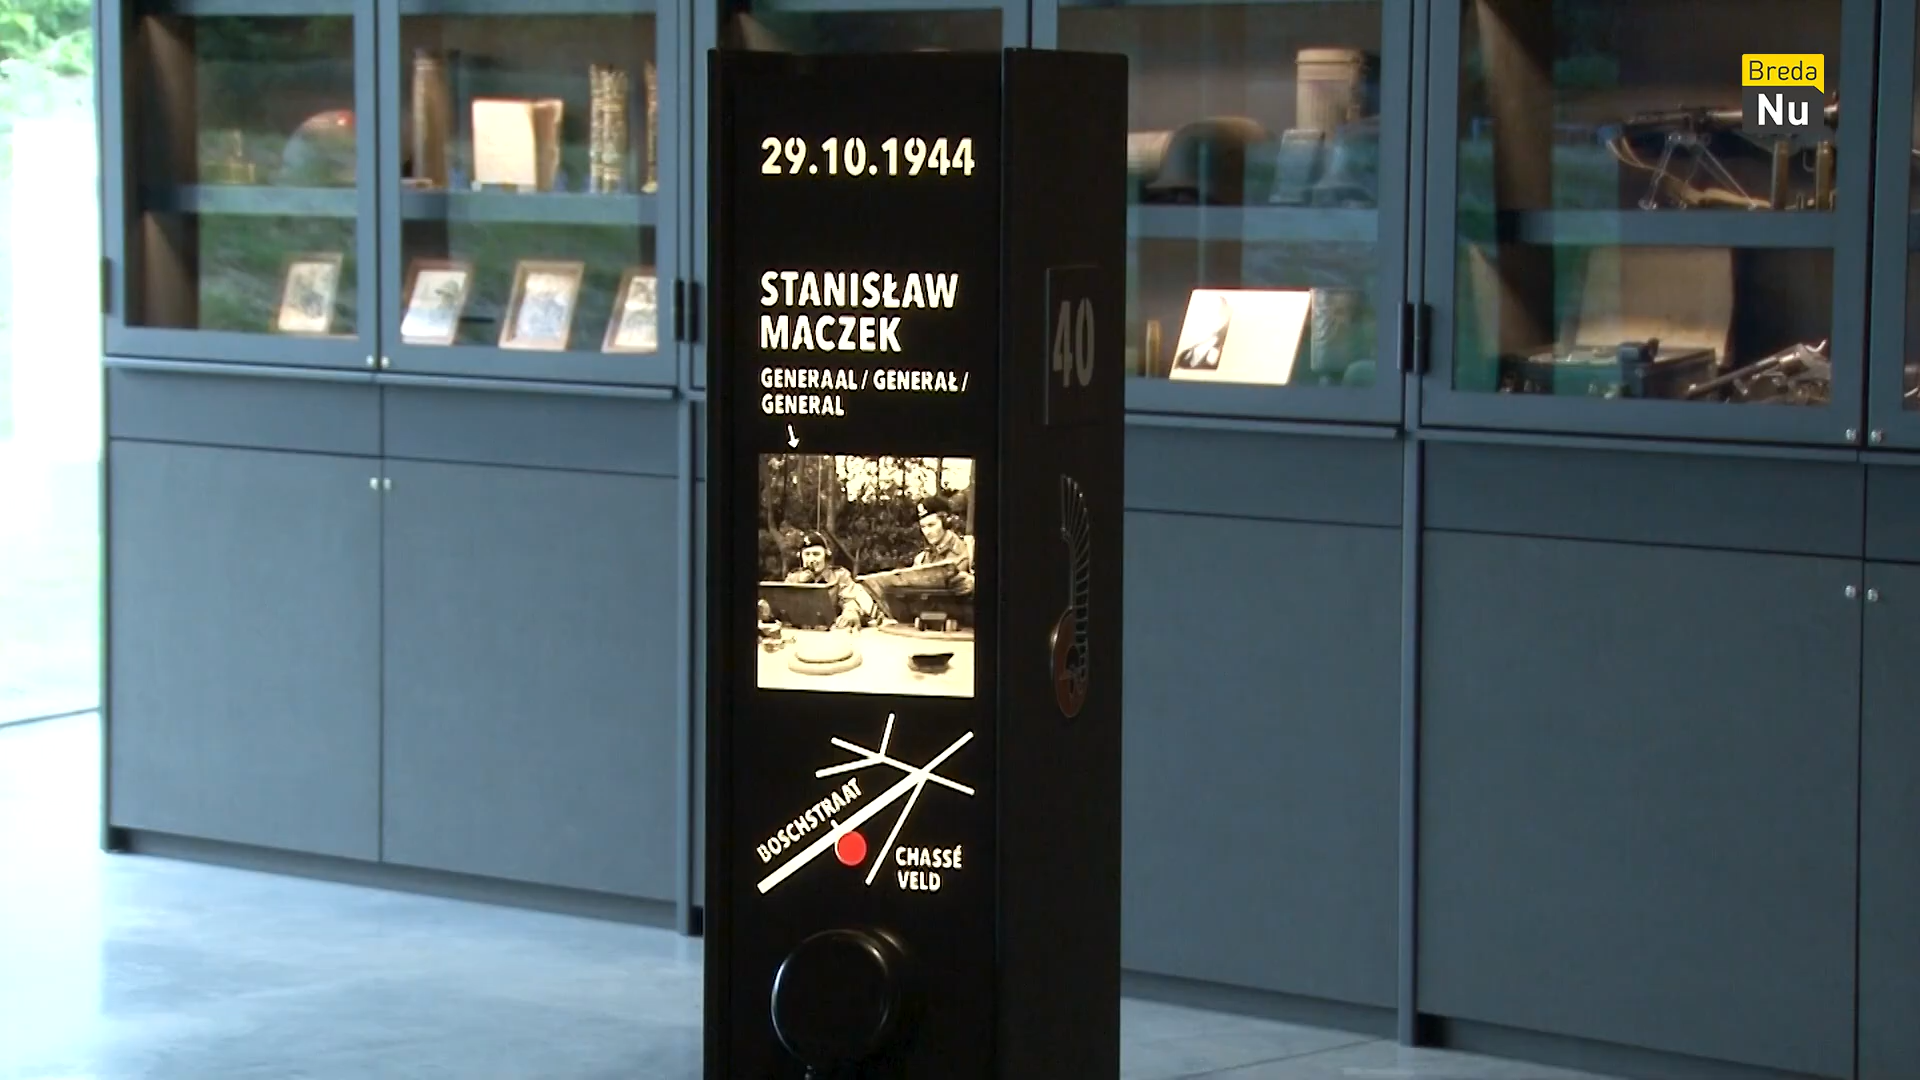 Breda
Nu
29.10.1944
STANISŁAW
MACZEK
GENERAAL / GENERAŁ /
GENERAL
40
BOSCHSTRAAT
CHASSÉ
VELD